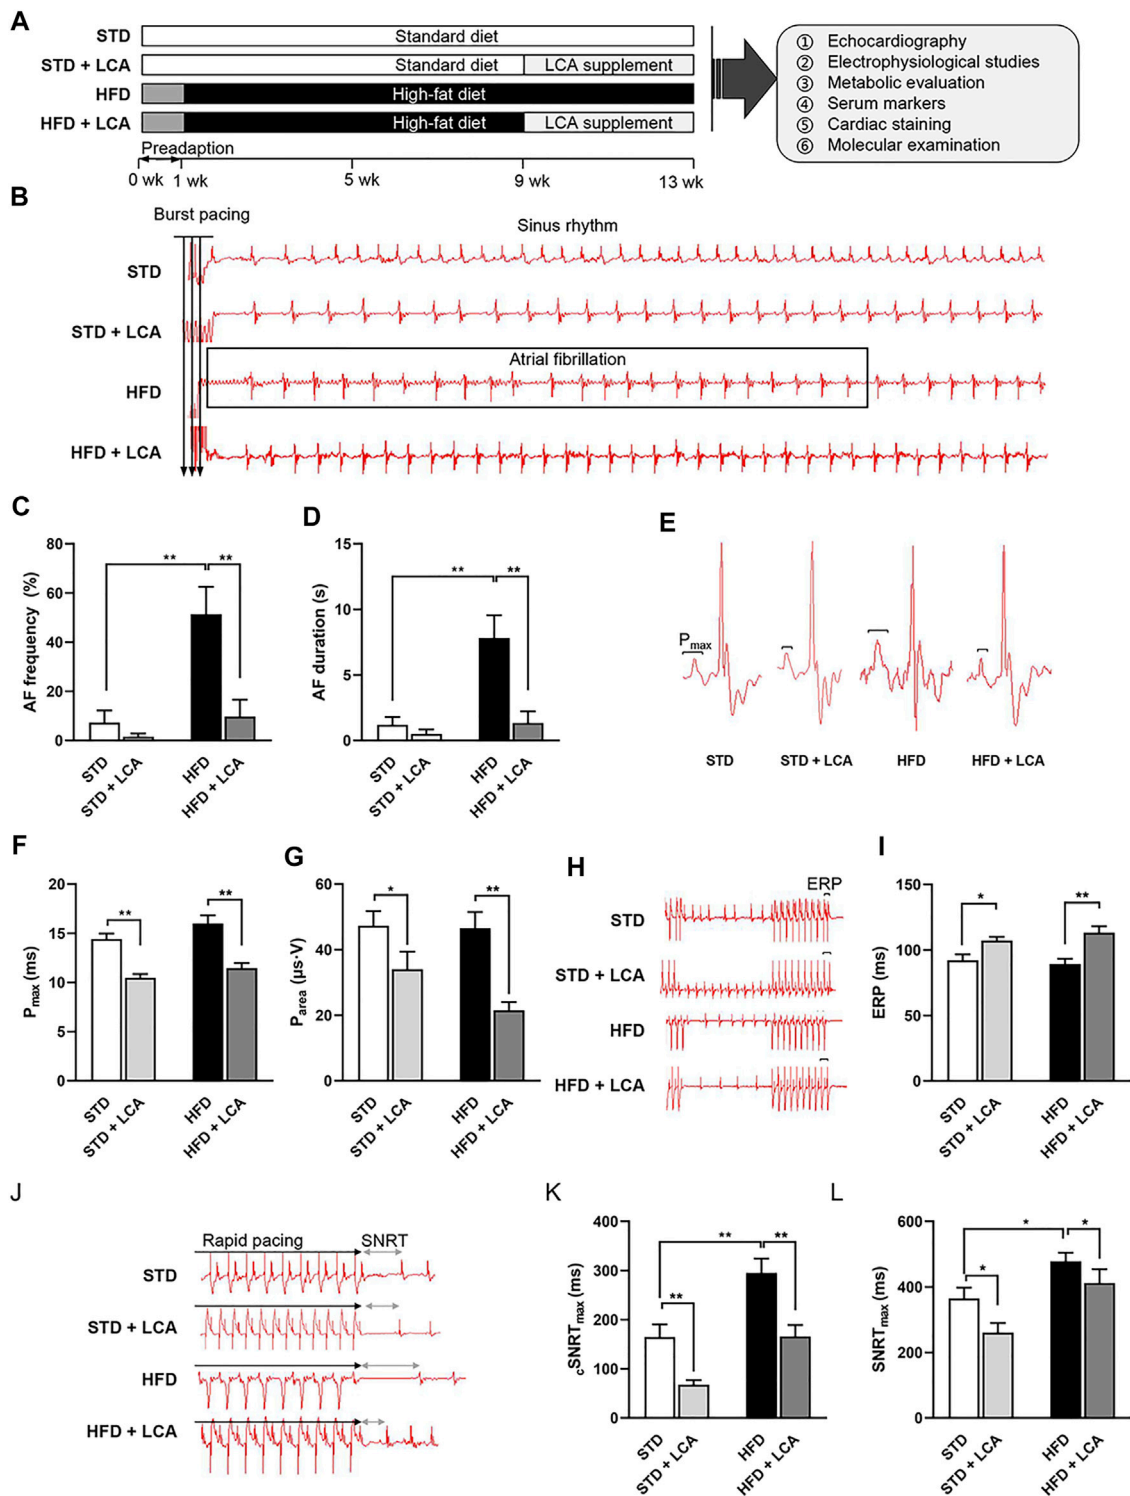 A
STD
Standard diet
STD + LCA
Standard diet
LCA supplement
HFD
High-fat diet
HFD + LCA
High-fat diet
LCA supplement
Preadaption
0 wk 1 wk 5 wk 9 wk 13 wk
① Echocardiography
② Electrophysiological studies
③ Metabolic evaluation
④ Serum markers
⑤ Cardiac staining
⑥ Molecular examination
B
Burst pacing
Sinus rhythm
STD
STD + LCA
Atrial fibrillation
HFD
HFD + LCA
C
AF frequency (%)
80
60
40
20
0
** **
STD
STD + LCA
HFD
HFD + LCA
D
AF duration (s)
15
10
5
0
** **
STD
STD + LCA
HFD
HFD + LCA
E
Pmax
STD
STD + LCA
HFD
HFD + LCA
F
Pmax (ms)
20
15
10
5
0
** **
STD
STD + LCA
HFD
HFD + LCA
G
Parea (µs·V)
60
40
20
0
* **
STD
STD + LCA
HFD
HFD + LCA
H
ERP
STD
STD + LCA
HFD
HFD + LCA
I
ERP (ms)
150
100
50
0
* **
STD
STD + LCA
HFD
HFD + LCA
J
Rapid pacing SNRT
STD
STD + LCA
HFD
HFD + LCA
K
cSNRTmax (ms)
400
300
200
100
0
** **
**
STD
STD + LCA
HFD
HFD + LCA
L
SNRTmax (ms)
600
400
200
0
* *
*
STD
STD + LCA
HFD
HFD + LCA